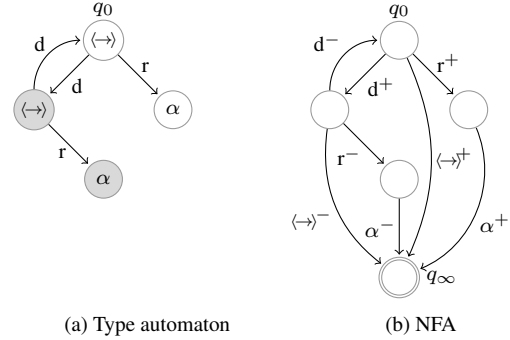 q₀
q₀
d
⟨→⟩
d
r
d⁻
d⁺
r⁺
⟨→⟩
α
r
α
r⁻
⟨→⟩⁺
⟨→⟩⁻
α⁻
α⁺
q∞
(a) Type automaton
(b) NFA